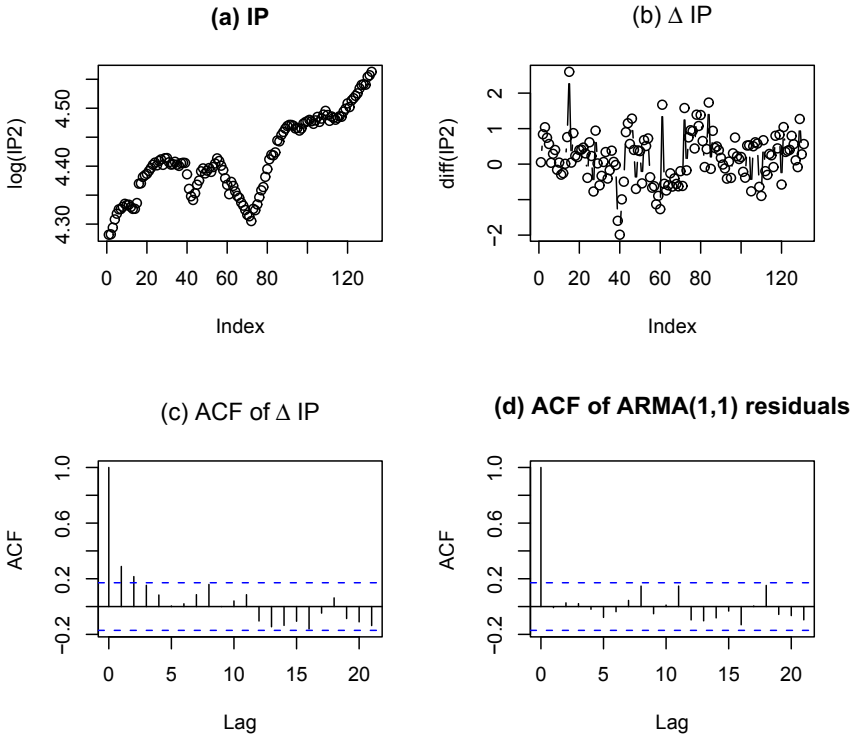 (a) IP
log(IP2)
4.50
4.40
4.30
0 20 40 60 80 120
Index
(b) Δ IP
diff(IP2)
2
1
0
−2
0 20 40 60 80 120
Index
(c) ACF of Δ IP
ACF
1.0
0.6
0.2
−0.2
0 5 10 15 20
Lag
(d) ACF of ARMA(1,1) residuals
ACF
1.0
0.6
0.2
−0.2
0 5 10 15 20
Lag